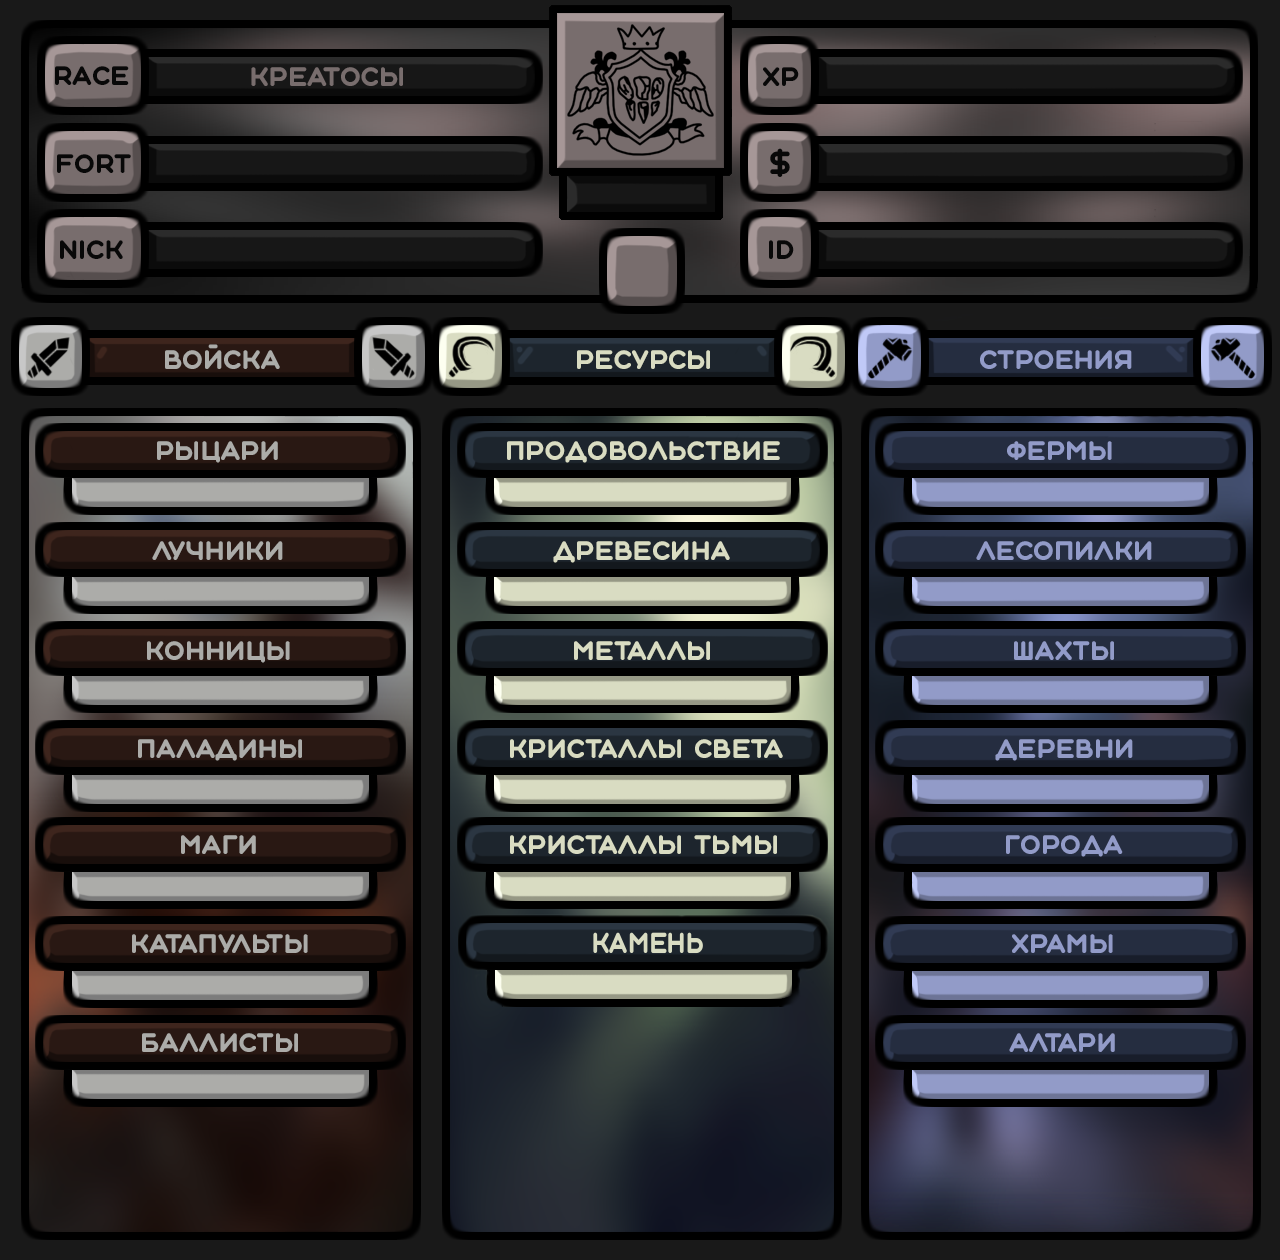 RACE КРЕАТОСЫ
FORT
NICK
XP
$
ID
ВОЙСКА
РЫЦАРИ
ЛУЧНИКИ
КОННИЦЫ
ПАЛАДИНЫ
МАГИ
КАТАПУЛЬТЫ
БАЛЛИСТЫ
РЕСУРСЫ
ПРОДОВОЛЬСТВИЕ
ДРЕВЕСИНА
МЕТАЛЛЫ
КРИСТАЛЛЫ СВЕТА
КРИСТАЛЛЫ ТЬМЫ
КАМЕНЬ
СТРОЕНИЯ
ФЕРМЫ
ЛЕСОПИЛКИ
ШАХТЫ
ДЕРЕВНИ
ГОРОДА
ХРАМЫ
АЛТАРИ